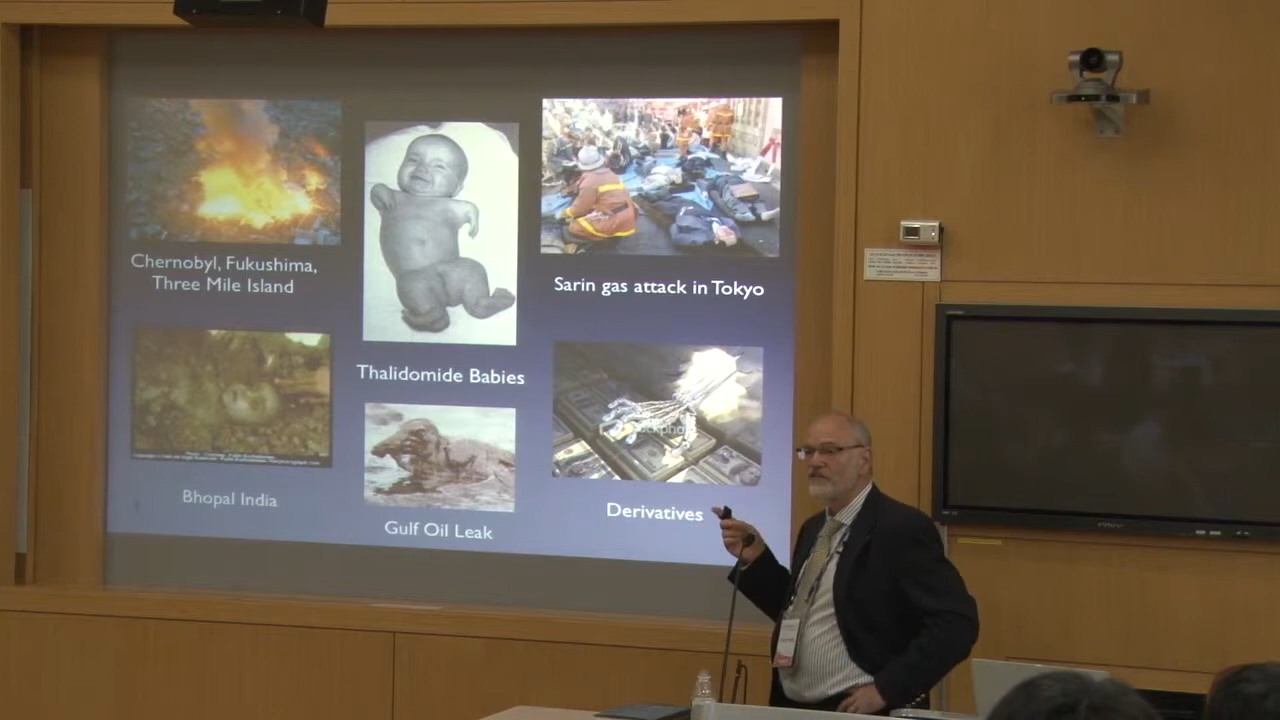 Chernobyl, Fukushima,
Three Mile Island
Thalidomide Babies
Sarin gas attack in Tokyo
Bhopal India
Gulf Oil Leak
Derivatives